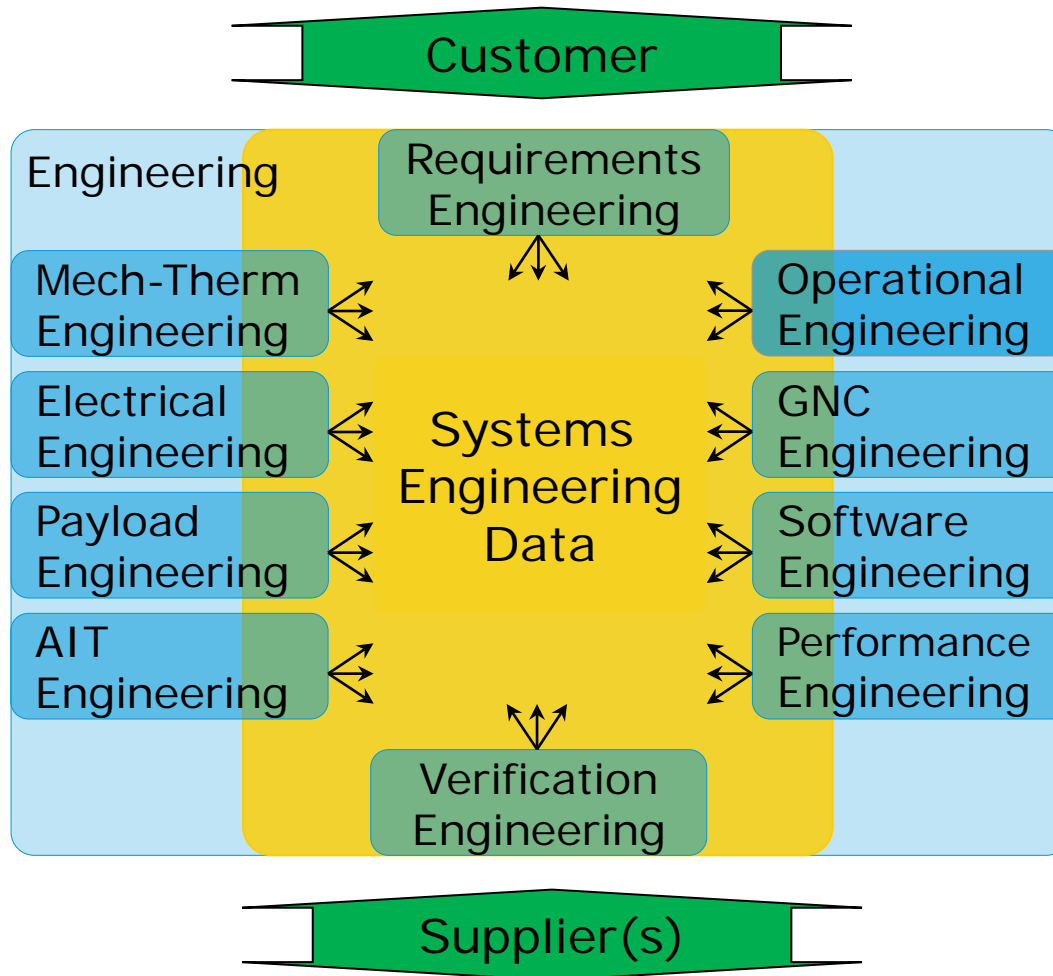 Customer
Engineering
Requirements
Engineering
Mech-Therm
Engineering
Operational
Engineering
Electrical
Engineering
GNC
Engineering
Systems
Engineering
Data
Payload
Engineering
Software
Engineering
AIT
Engineering
Performance
Engineering
Verification
Engineering
Supplier(s)